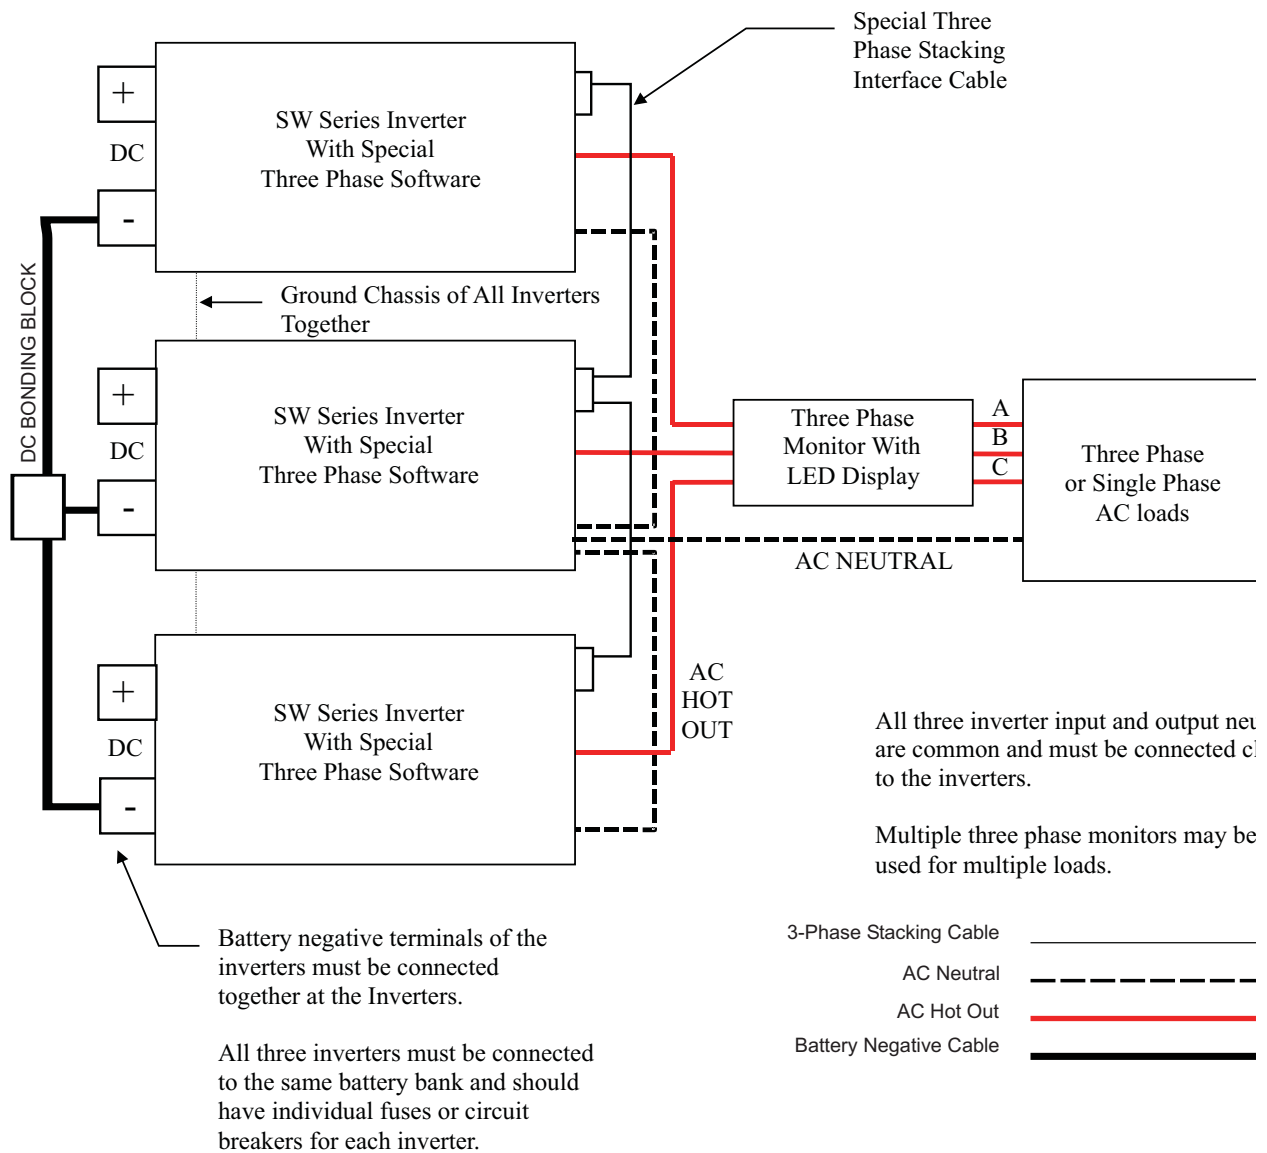 Special Three
Phase Stacking
Interface Cable
+
DC
-
SW Series Inverter
With Special
Three Phase Software
Ground Chassis of All Inverters
Together
DC BONDING BLOCK
+
DC
-
SW Series Inverter
With Special
Three Phase Software
Three Phase
Monitor With
LED Display
A
B
C
Three Phase
or Single Phase
AC loads
AC NEUTRAL
+
DC
-
SW Series Inverter
With Special
Three Phase Software
AC
HOT
OUT
All three inverter input and output
are common and must be connected
to the inverters.
Multiple three phase monitors may be
used for multiple loads.
Battery negative terminals of the
inverters must be connected
together at the Inverters.
All three inverters must be connected
to the same battery bank and should
have individual fuses or circuit
breakers for each inverter.
3-Phase Stacking Cable
AC Neutral
AC Hot Out
Battery Negative Cable